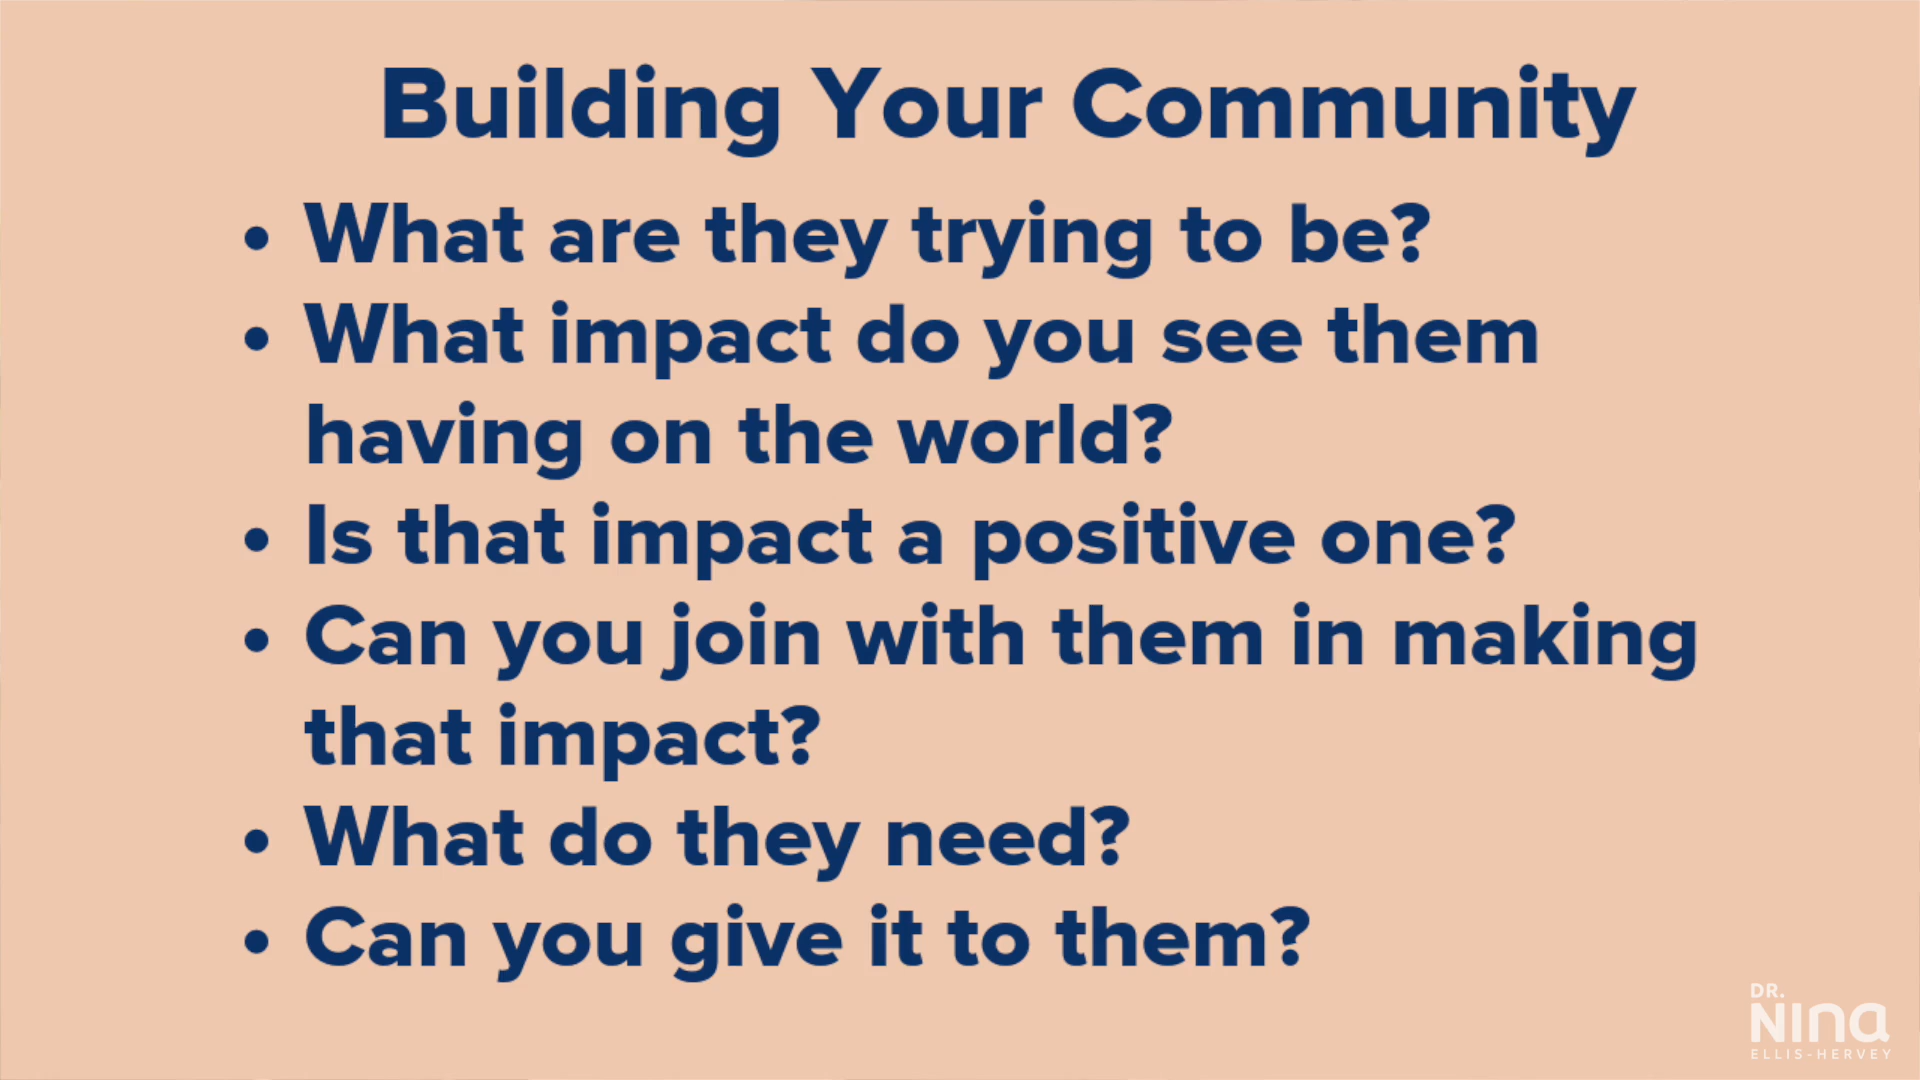 Building Your Community
• What are they trying to be?
• What impact do you see them
having on the world?
• Is that impact a positive one?
• Can you join with them in making
that impact?
• What do they need?
• Can you give it to them?
DR.
NINA
ELLIS-HERVEY